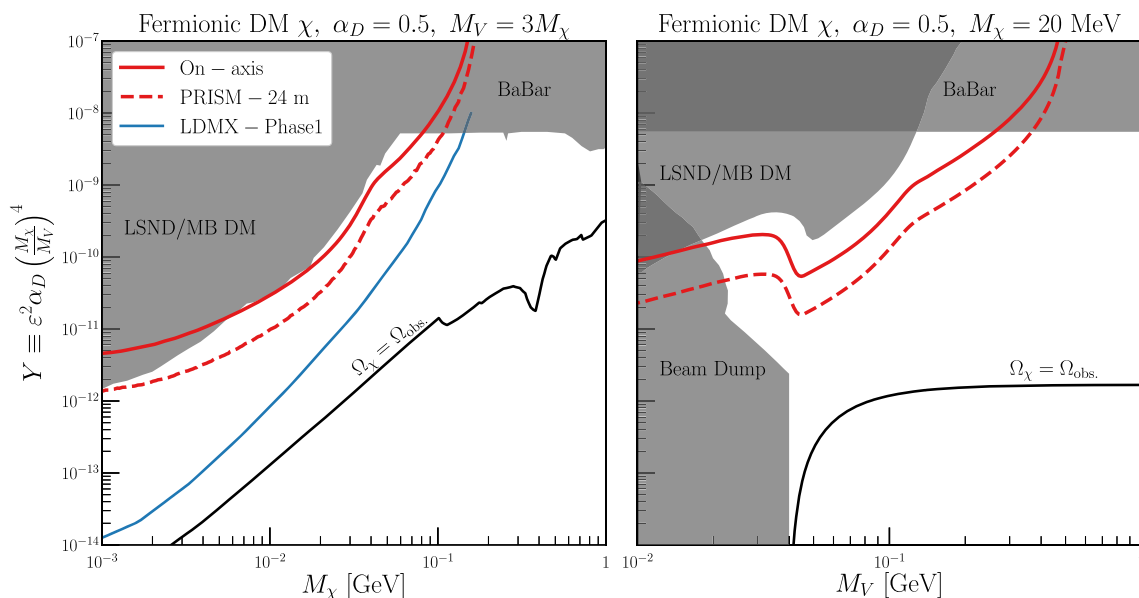 Fermionic DM χ, α_D = 0.5, M_V = 3M_χ
10⁻⁷
10⁻⁸
10⁻⁹
10⁻¹⁰
10⁻¹¹
10⁻¹²
10⁻¹³
10⁻¹⁴
Y ≡ ε²α_D (M_χ/M_V)⁴
On − axis
PRISM − 24 m
LDMX − Phase1
BaBar
LSND/MB DM
Ω_χ = Ω_obs.
10⁻³
10⁻²
10⁻¹
1
M_χ [GeV]
Fermionic DM χ, α_D = 0.5, M_χ = 20 MeV
BaBar
LSND/MB DM
Beam Dump
Ω_χ = Ω_obs.
10⁻²
10⁻¹
M_V [GeV]